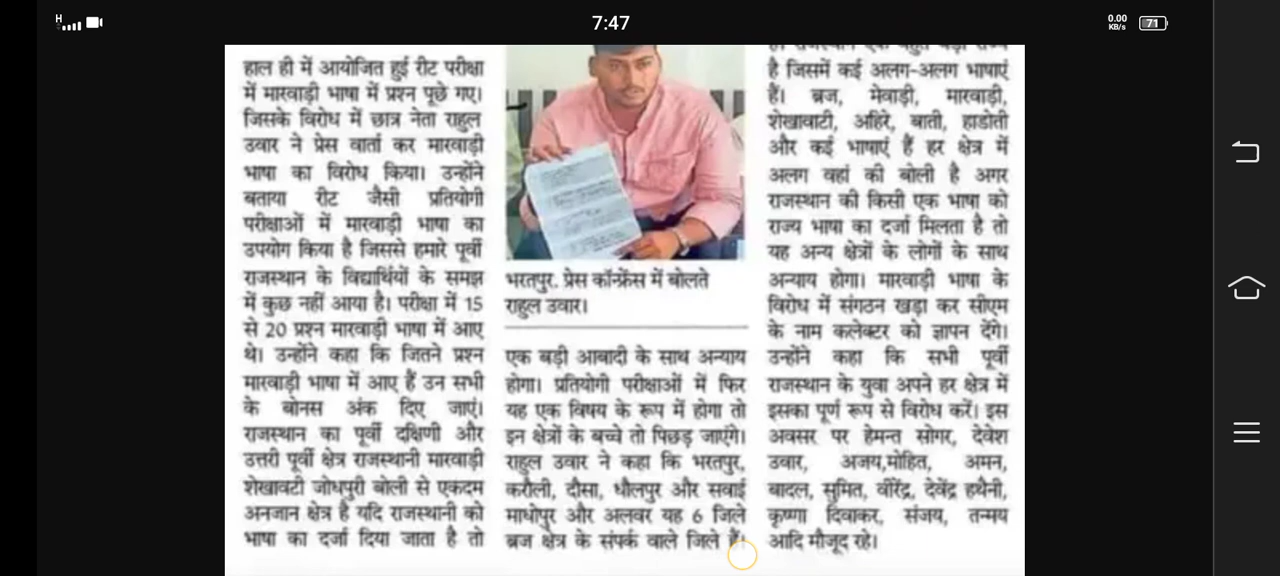 H
7:47
0.00
KB/s
71
हाल ही में आयोजित हुई रीट परीक्षा
में मारवाड़ी भाषा में प्रश्न पूछे गए।
जिसके विरोध में छात्र नेता राहुल
उवार ने प्रेस वार्ता कर मारवाड़ी
भाषा का विरोध किया। उन्होंने
बताया रीट जैसी प्रतियोगी
परीक्षाओं में मारवाड़ी भाषा का
उपयोग किया है जिससे हमारे पूर्वी
राजस्थान के विद्यार्थियों के समझ
में कुछ नहीं आया है। परीक्षा में 15
से 20 प्रश्न मारवाड़ी भाषा में आए
थे। उन्होंने कहा कि जितने प्रश्न
मारवाड़ी भाषा में आए हैं उन सभी
के बोनस अंक दिए जाएं।
राजस्थान का पूर्वी दक्षिणी और
उत्तरी पूर्वी क्षेत्र राजस्थानी मारवाड़ी
शेखावटी जोधपुरी बोली से एकदम
अनजान क्षेत्र है यदि राजस्थानी को
भाषा का दर्जा दिया जाता है तो
भरतपुर. प्रेस कॉन्फ्रेंस में बोलते
राहुल उवार।
एक बड़ी आबादी के साथ अन्याय
होगा। प्रतियोगी परीक्षाओं में फिर
यह एक विषय के रूप में होगा तो
इन क्षेत्रों के बच्चे तो पिछड़ जाएंगे।
राहुल उवार ने कहा कि भरतपुर,
करौली, दौसा, धौलपुर और सवाई
माधोपुर और अलवर यह 6 जिले
ब्रज क्षेत्र के संपर्क वाले जिले हैं।
है। राजस्थान एक बहुत बड़ा राज्य
है जिसमें कई अलग-अलग भाषाएं
हैं। ब्रज, मेवाड़ी, मारवाड़ी,
शेखावाटी, अहिरे, बाती, हाडोती
और कई भाषाएं हैं हर क्षेत्र में
अलग वहां की बोली है अगर
राजस्थान की किसी एक भाषा को
राज्य भाषा का दर्जा मिलता है तो
यह अन्य क्षेत्रों के लोगों के साथ
अन्याय होगा। मारवाड़ी भाषा के
विरोध में संगठन खड़ा कर सीएम
के नाम कलेक्टर को ज्ञापन देंगे।
उन्होंने कहा कि सभी पूर्वी
राजस्थान के युवा अपने हर क्षेत्र में
इसका पूर्ण रूप से विरोध करें। इस
अवसर पर हेमन्त सोगर, देवेश
उवार, अजय,मोहित, अमन,
बादल, सुमित, वीरेंद्र, देवेंद्र हथैनी,
कृष्णा दिवाकर, संजय, तन्मय
आदि मौजूद रहे।